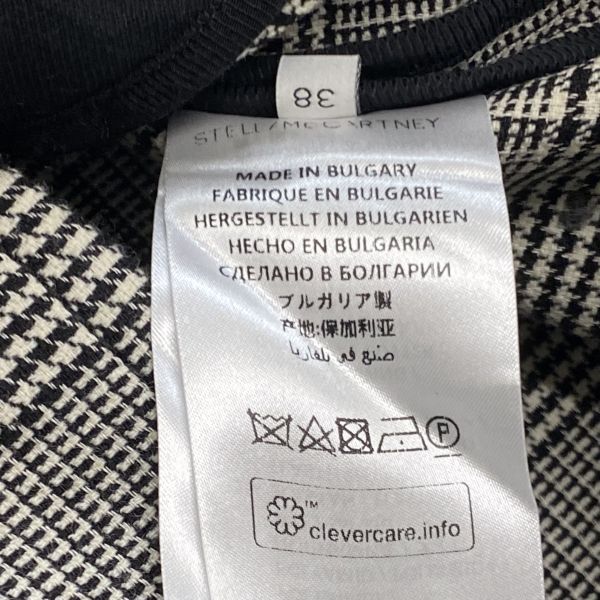 38
STELLA McCARTNEY
MADE IN BULGARY
FABRIQUE EN BULGARIE
HERGESTELLT IN BULGARIEN
HECHO EN BULGARIA
СДЕЛАНО В БОЛГАРИИ
ブルガリア製
产地:保加利亚
صنع في بلغاريا
P
™
clevercare.info